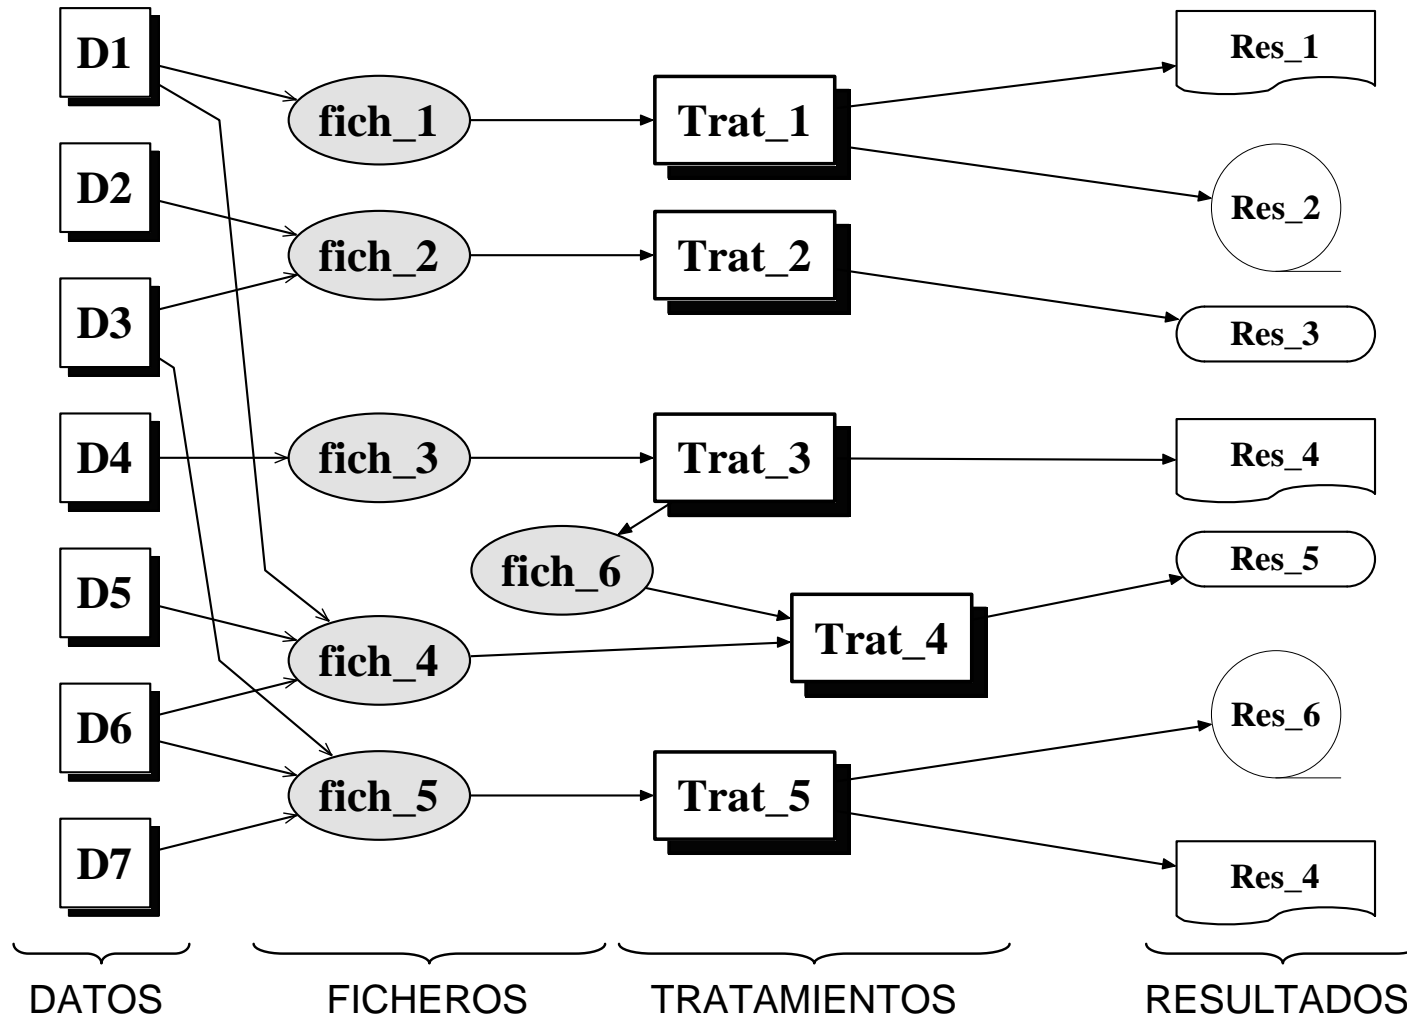 D1
D2
D3
D4
D5
D6
D7
fich_1
fich_2
fich_3
fich_6
fich_4
fich_5
Trat_1
Trat_2
Trat_3
Trat_4
Trat_5
Res_1
Res_2
Res_3
Res_4
Res_5
Res_6
Res_4
DATOS
FICHEROS
TRATAMIENTOS
RESULTADOS